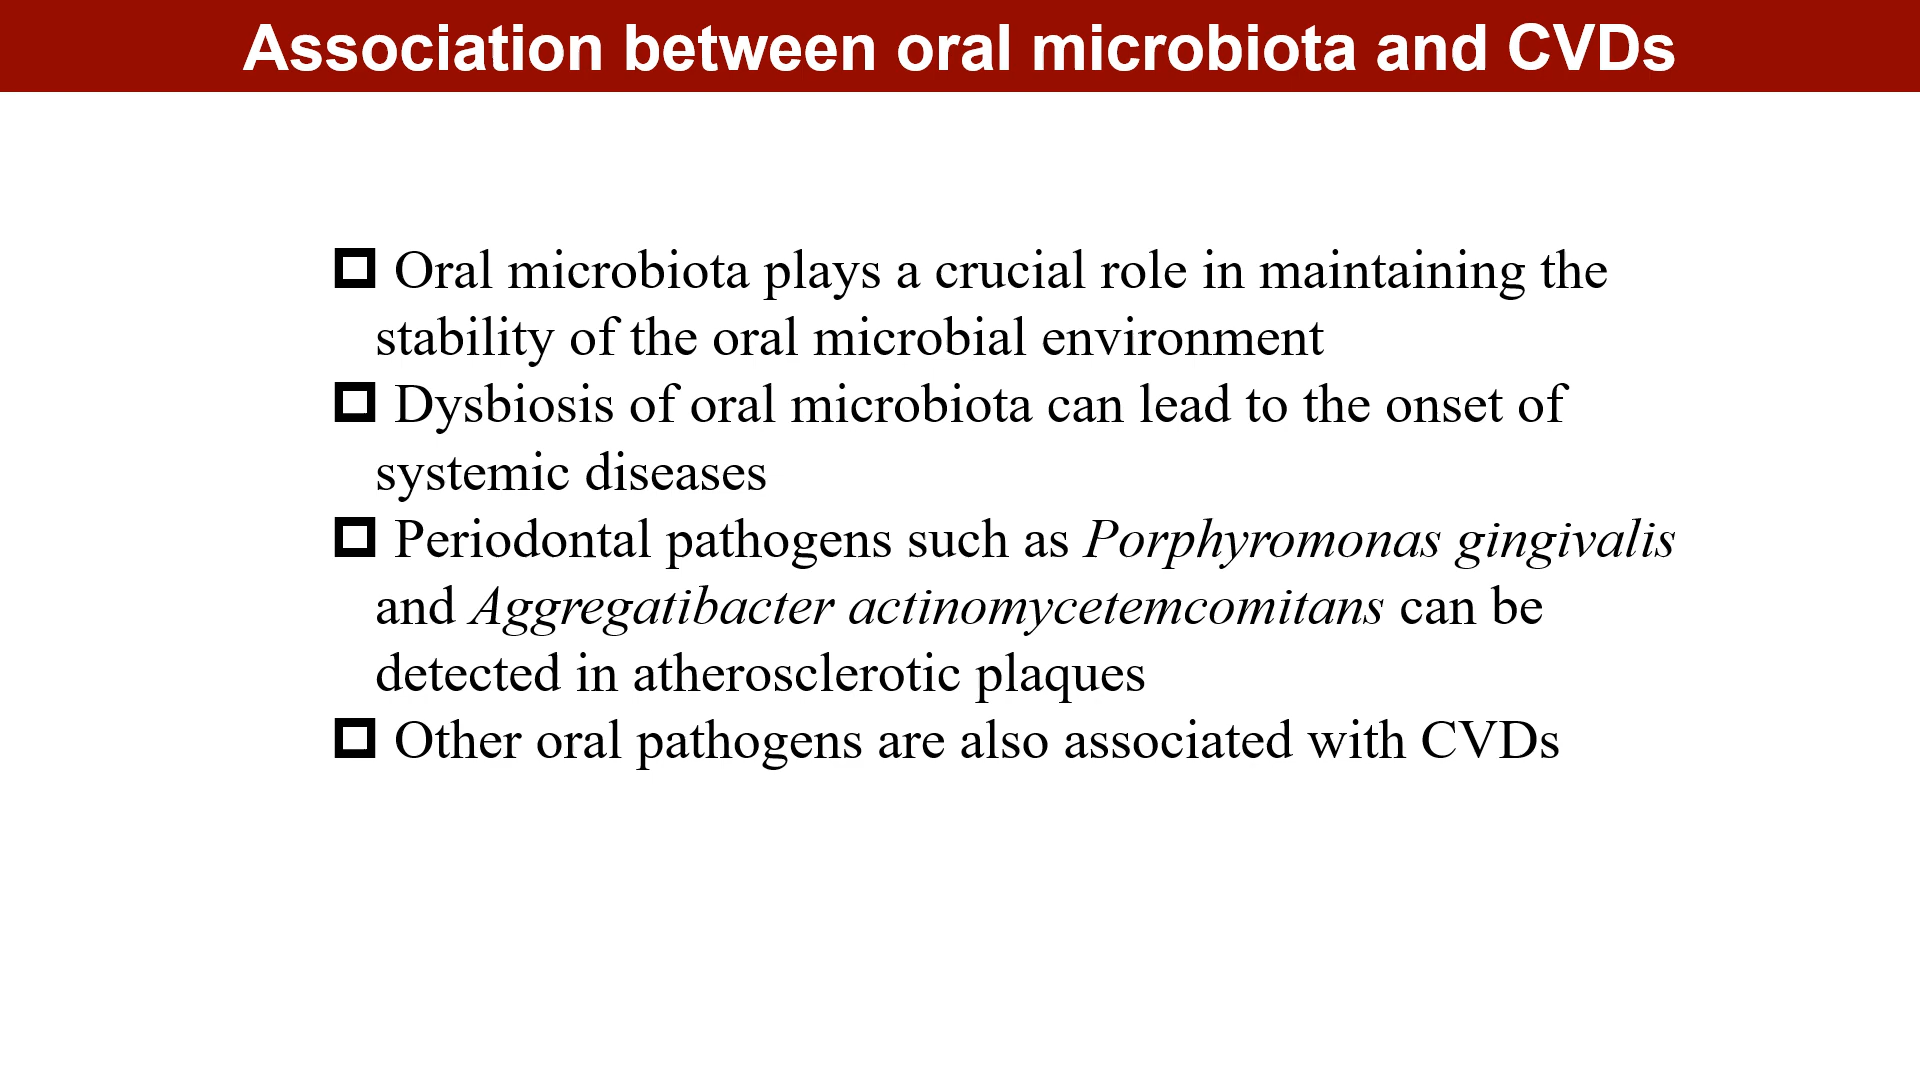 Association between oral microbiota and CVDs
Oral microbiota plays a crucial role in maintaining the
stability of the oral microbial environment
Dysbiosis of oral microbiota can lead to the onset of
systemic diseases
Periodontal pathogens such as Porphyromonas gingivalis
and Aggregatibacter actinomycetemcomitans can be
detected in atherosclerotic plaques
Other oral pathogens are also associated with CVDs